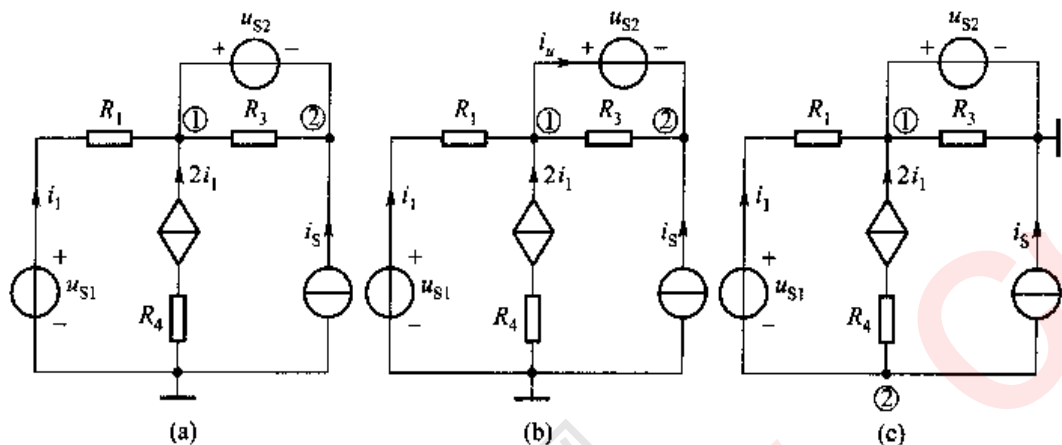 u_S2
+ −
R_1
①
R_3
②
2i_1
i_1
i_S
+
u_S1
−
R_4
(a)
u_S2
i_u
+ −
R_1
①
R_3
②
2i_1
i_1
i_S
+
u_S1
−
R_4
(b)
u_S2
+ −
R_1
①
R_3
2i_1
i_1
i_S
+
u_S1
−
R_4
②
(c)